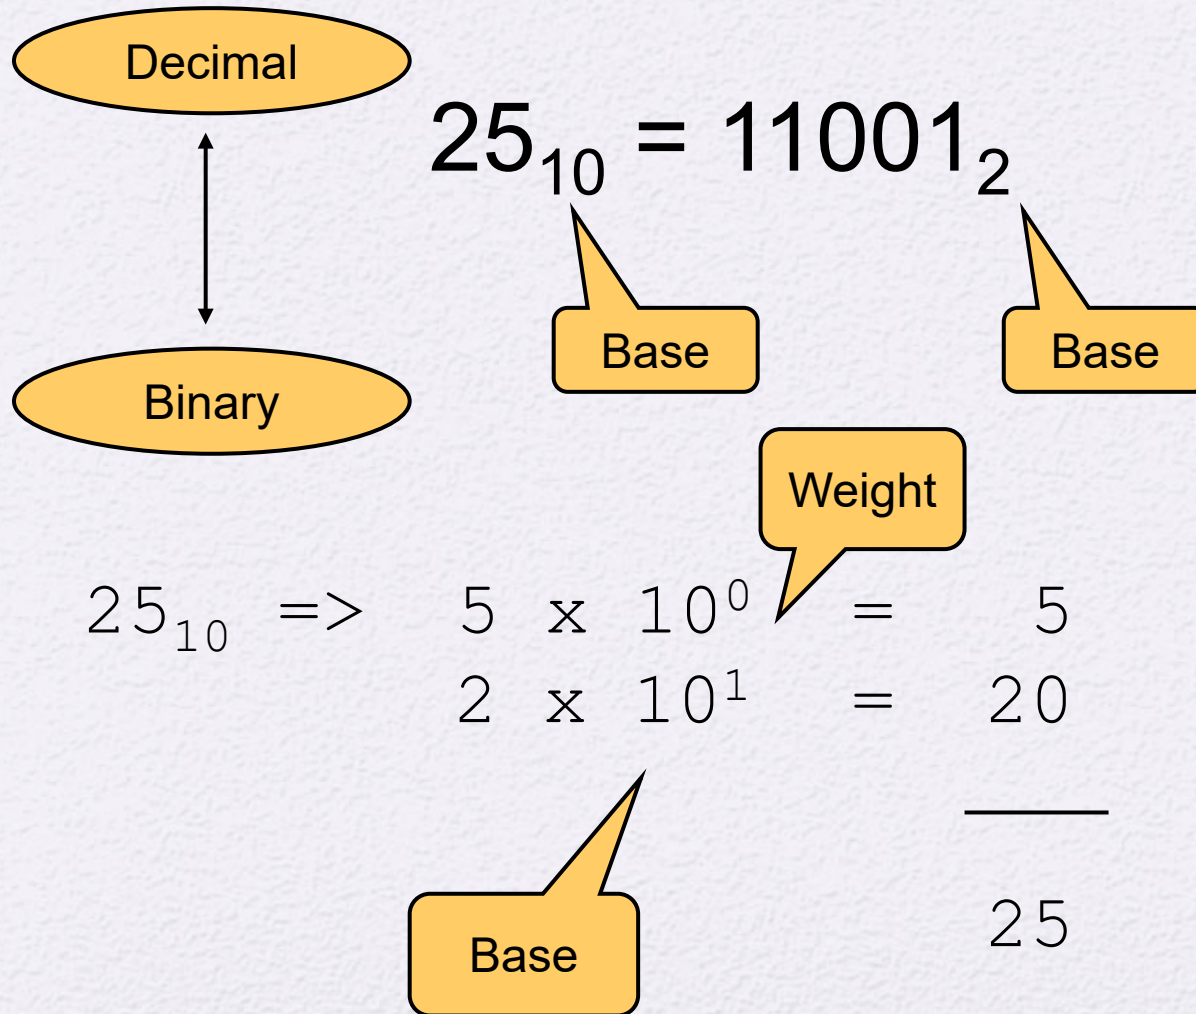 Decimal
25₁₀ = 11001₂
Base
Base
Binary
Weight
25₁₀ => 5 x 10⁰ = 5
2 x 10¹ = 20
25
Base